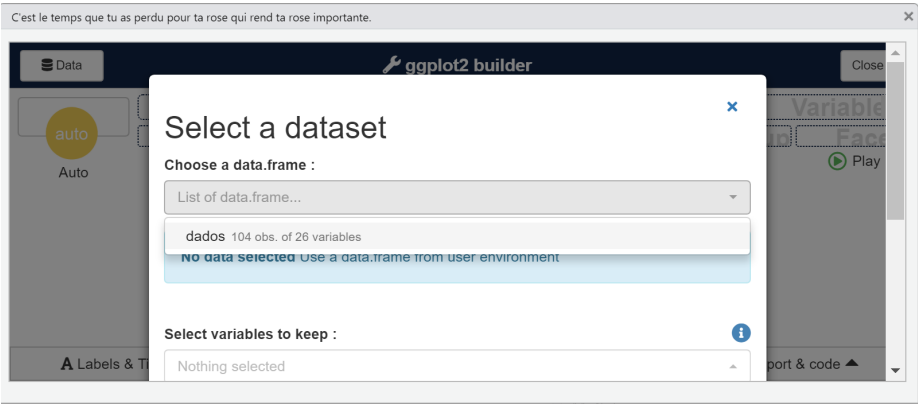 C'est le temps que tu as perdu pour ta rose qui rend ta rose importante.
Data
ggplot2 builder
Close
auto
Auto
Variable
Play
Select a dataset
Choose a data.frame :
List of data.frame...
dados 104 obs. of 26 variables
No data selected Use a data.frame from user environment
Select variables to keep :
Nothing selected
A Labels & Ti
port & code